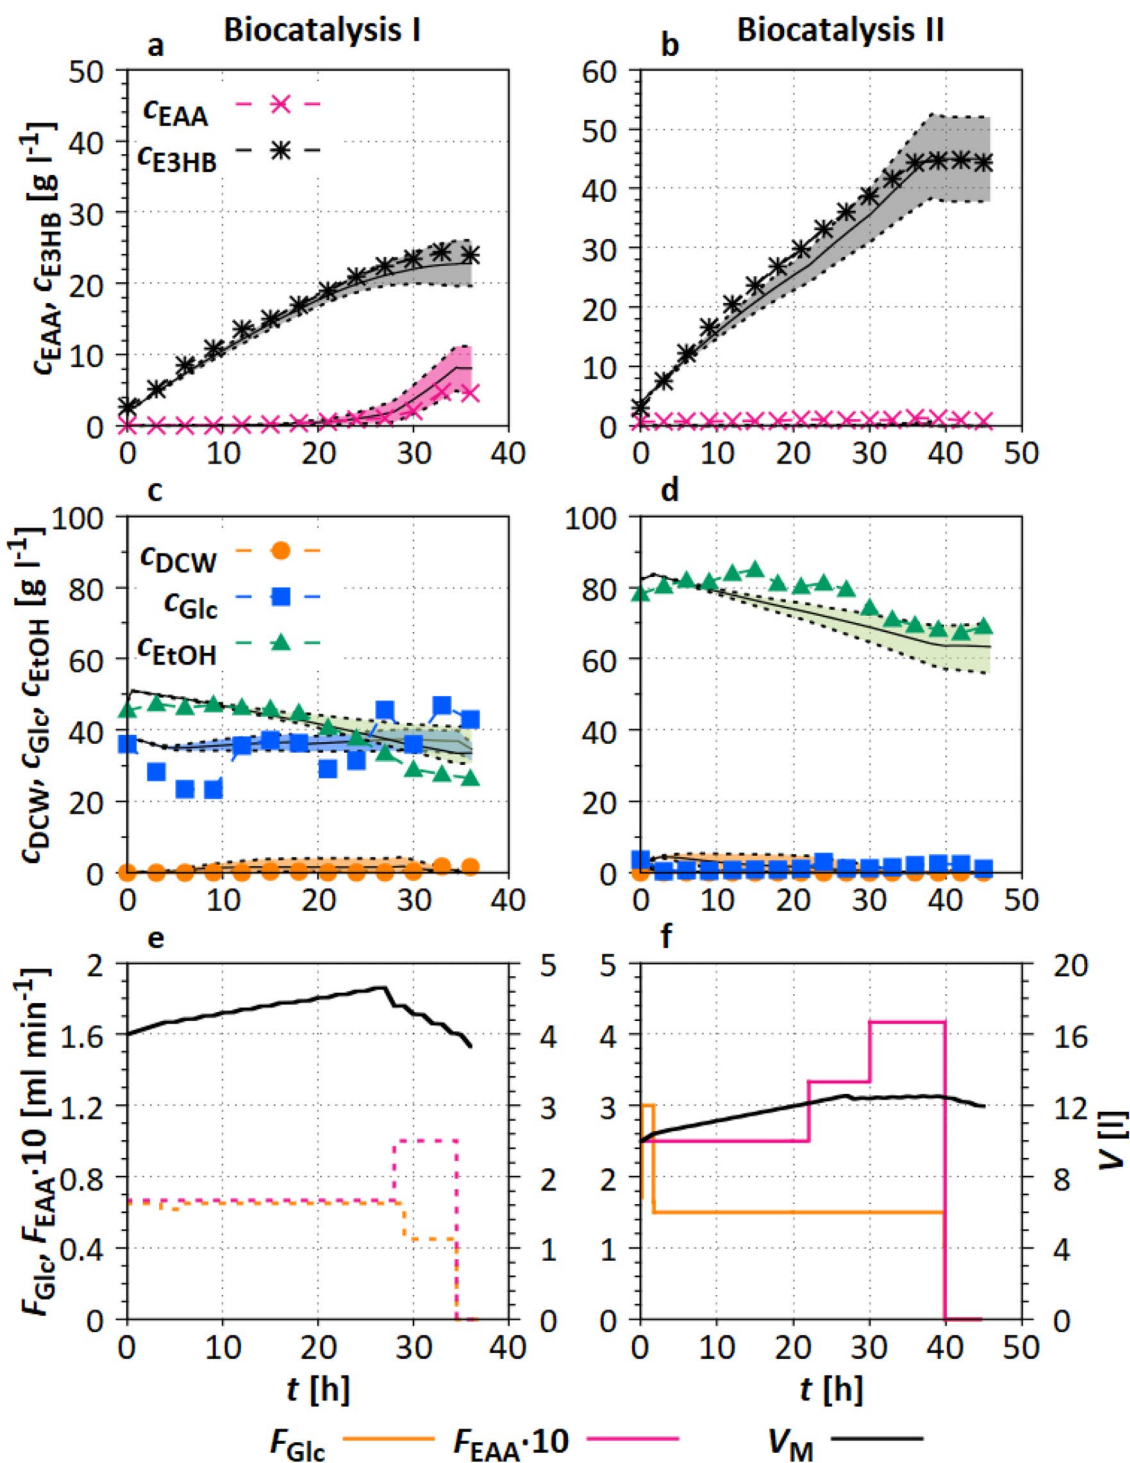 Biocatalysis I
Biocatalysis II
a
b
50
40
30
20
10
0
0 10 20 30 40
60
50
40
30
20
10
0
0 10 20 30 40 50
cEAA, cE3HB [g l-1]
cEAA
cE3HB
c
d
100
80
60
40
20
0
0 10 20 30 40
100
80
60
40
20
0
0 10 20 30 40 50
cDCW, cGlc, cEtOH [g l-1]
cDCW
cGlc
cEtOH
e
f
2
1.6
1.2
0.8
0.4
0
5
4
3
2
1
0
0 10 20 30 40
5
4
3
2
1
0
20
16
12
8
4
0
0 10 20 30 40 50
FGlc, FEAA·10 [ml min-1]
V [l]
t [h]
t [h]
FGlc FEAA·10 VM